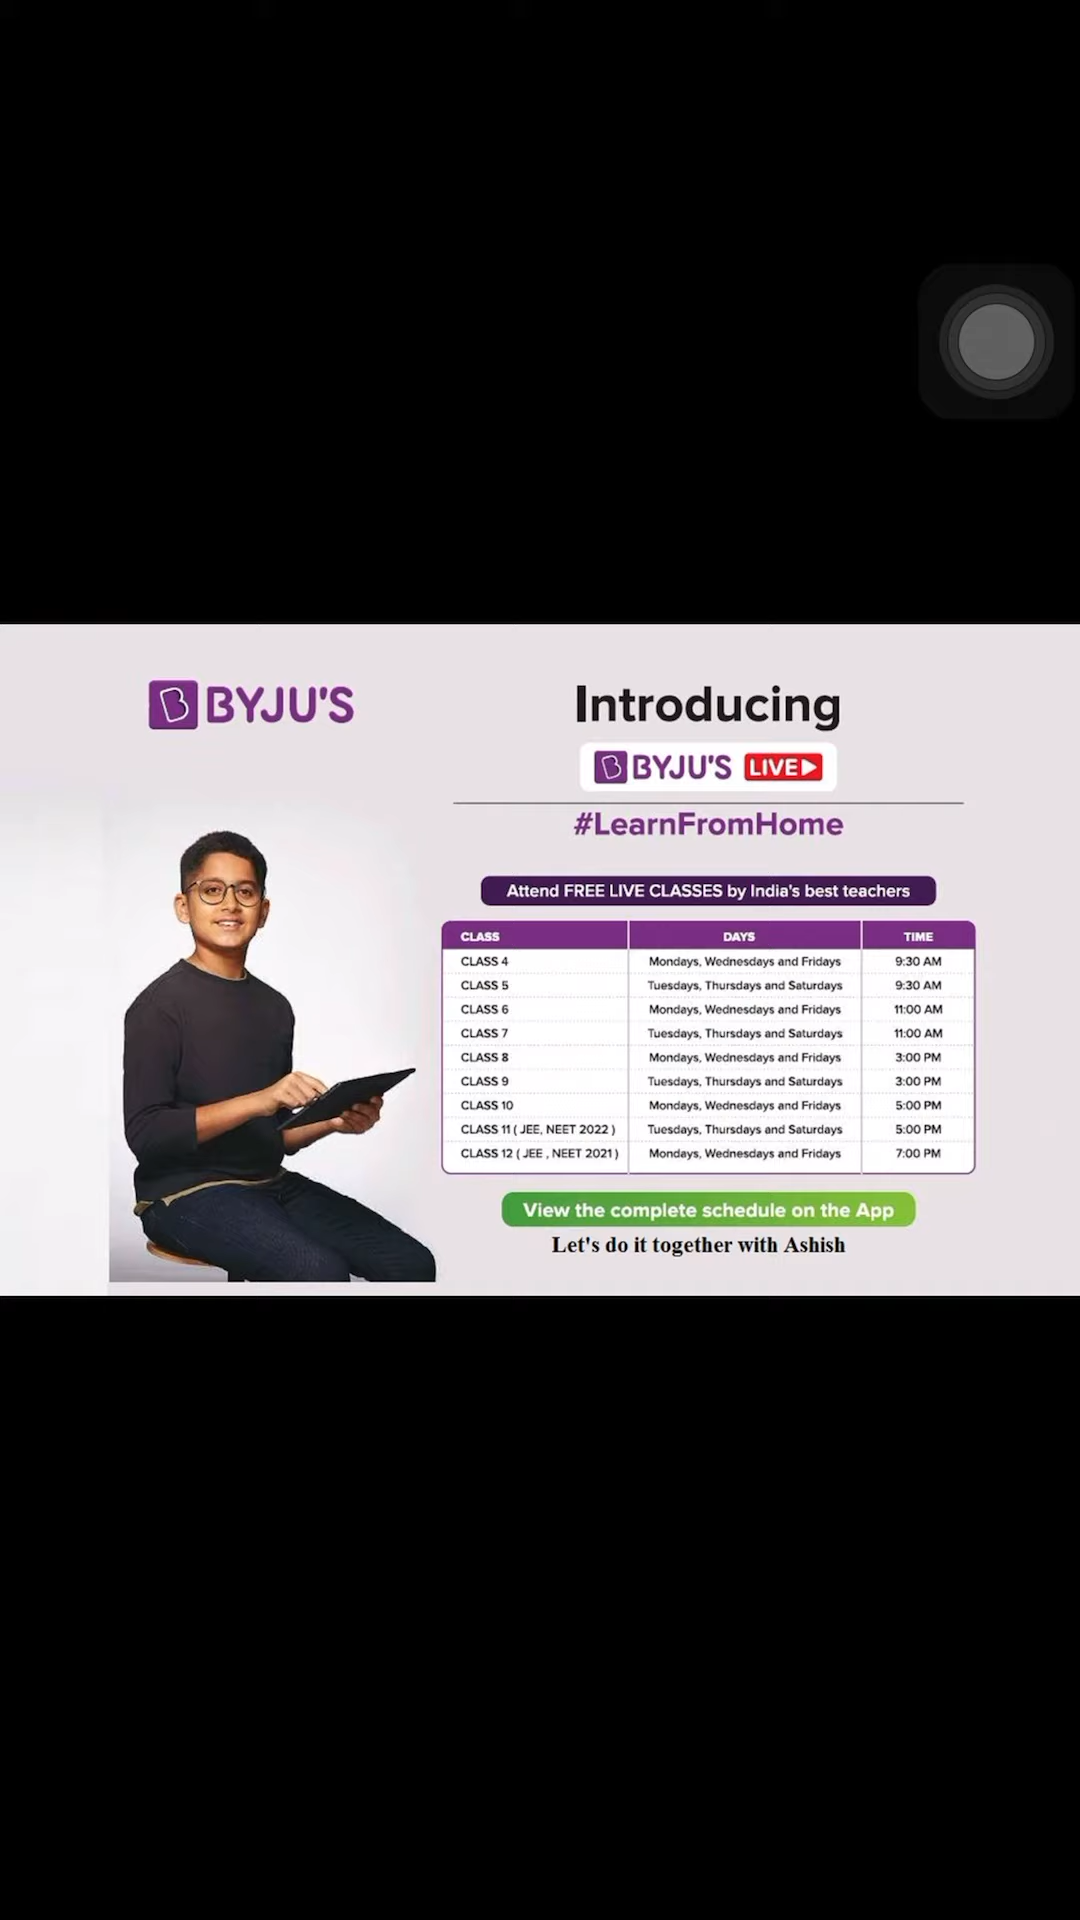 BYJU'S
Introducing
BYJU'S LIVE
#LearnFromHome
Attend FREE LIVE CLASSES by India's best teachers
CLASS DAYS TIME
CLASS 4 Mondays, Wednesdays and Fridays 9:30 AM
CLASS 5 Tuesdays, Thursdays and Saturdays 9:30 AM
CLASS 6 Mondays, Wednesdays and Fridays 11:00 AM
CLASS 7 Tuesdays, Thursdays and Saturdays 11:00 AM
CLASS 8 Mondays, Wednesdays and Fridays 3:00 PM
CLASS 9 Tuesdays, Thursdays and Saturdays 3:00 PM
CLASS 10 Mondays, Wednesdays and Fridays 5:00 PM
CLASS 11 ( JEE, NEET 2022 ) Tuesdays, Thursdays and Saturdays 5:00 PM
CLASS 12 ( JEE , NEET 2021 ) Mondays, Wednesdays and Fridays 7:00 PM
View the complete schedule on the App
Let's do it together with Ashish